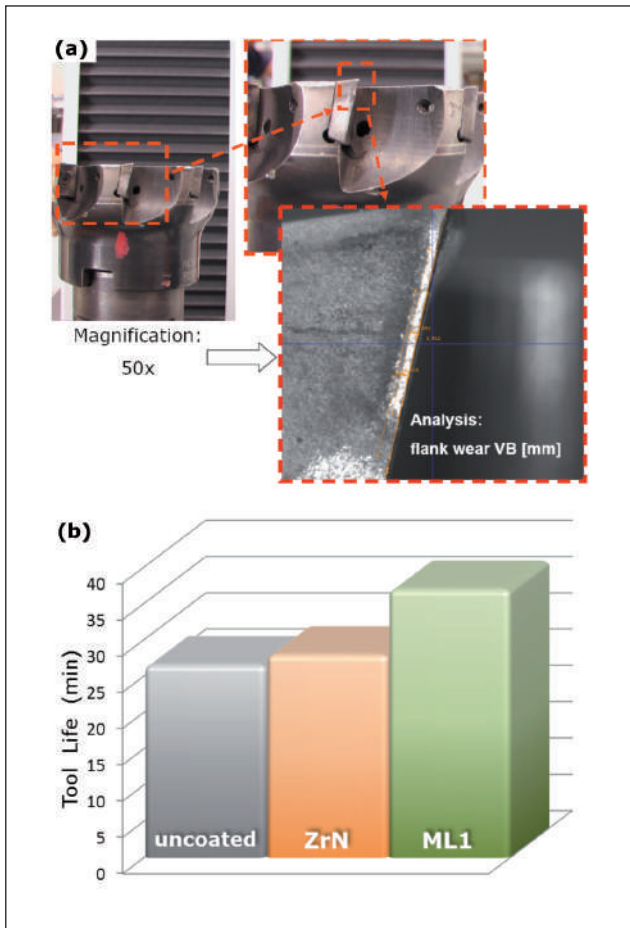 (a)
Magnification:
50x
Analysis:
flank wear VB [mm]
(b)
Tool Life (min)
40
35
30
25
20
15
10
5
0
uncoated
ZrN
ML1